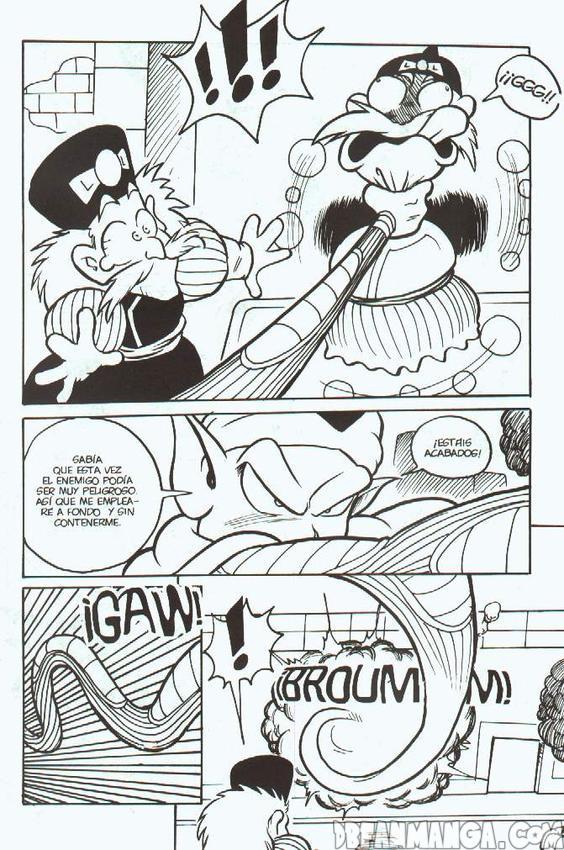 !!!
¡¡GGG!!
SABÍA
QUE ESTA VEZ
EL ENEMIGO PODÍA
SER MUY PELIGROSO.
ASÍ QUE ME EMPLEA-
RÉ A FONDO Y SIN
CONTENERME.
¡ESTÁIS
ACABADOS!
¡GAW!
!
¡BROUM M!
DBEANMANGA.COM